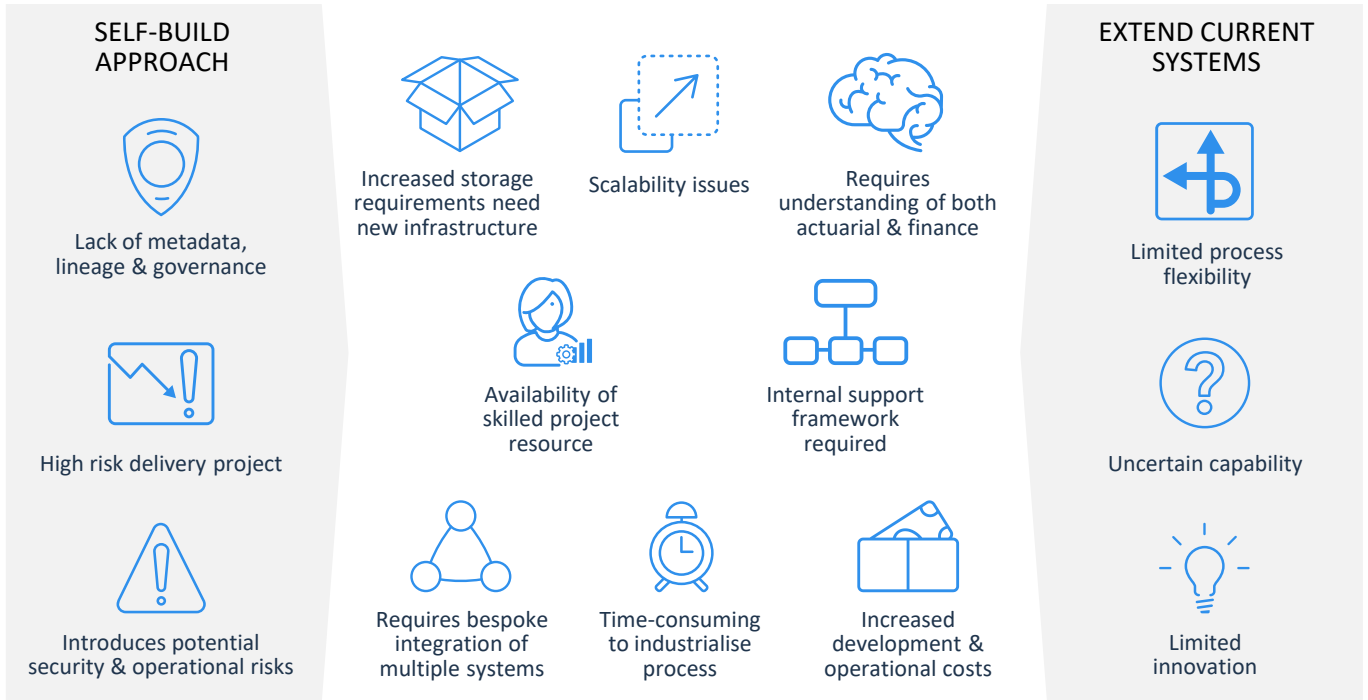 SELF-BUILD
APPROACH
Lack of metadata,
lineage & governance
High risk delivery project
Introduces potential
security & operational risks
Increased storage
requirements need
new infrastructure
Scalability issues
Requires
understanding of both
actuarial & finance
Availability of
skilled project
resource
Internal support
framework
required
Requires bespoke
integration of
multiple systems
Time-consuming
to industrialise
process
Increased
development &
operational costs
EXTEND CURRENT
SYSTEMS
Limited process
flexibility
Uncertain capability
Limited
innovation